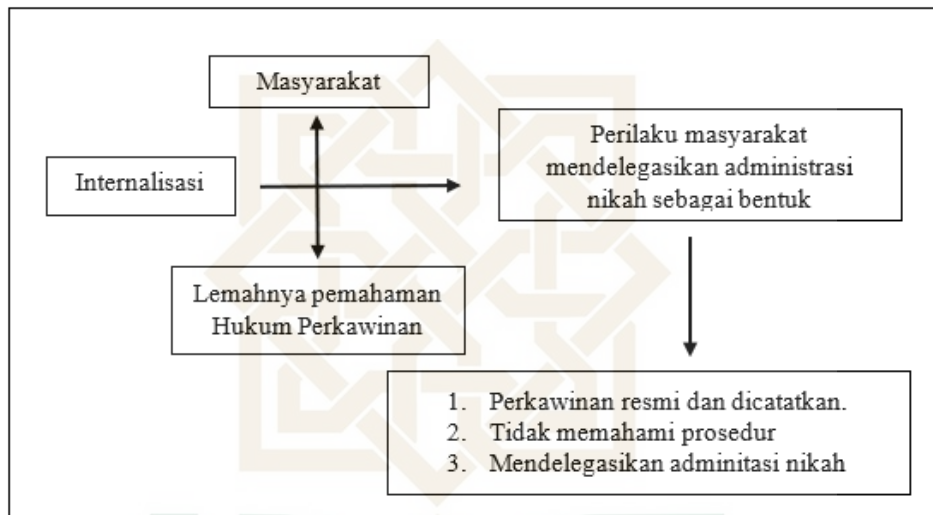 Masyarakat
Internalisasi
Perilaku masyarakat
mendelegasikan administrasi
nikah sebagai bentuk
Lemahnya pemahaman
Hukum Perkawinan
1. Perkawinan resmi dan dicatatkan.
2. Tidak memahami prosedur
3. Mendelegasikan adminitasi nikah